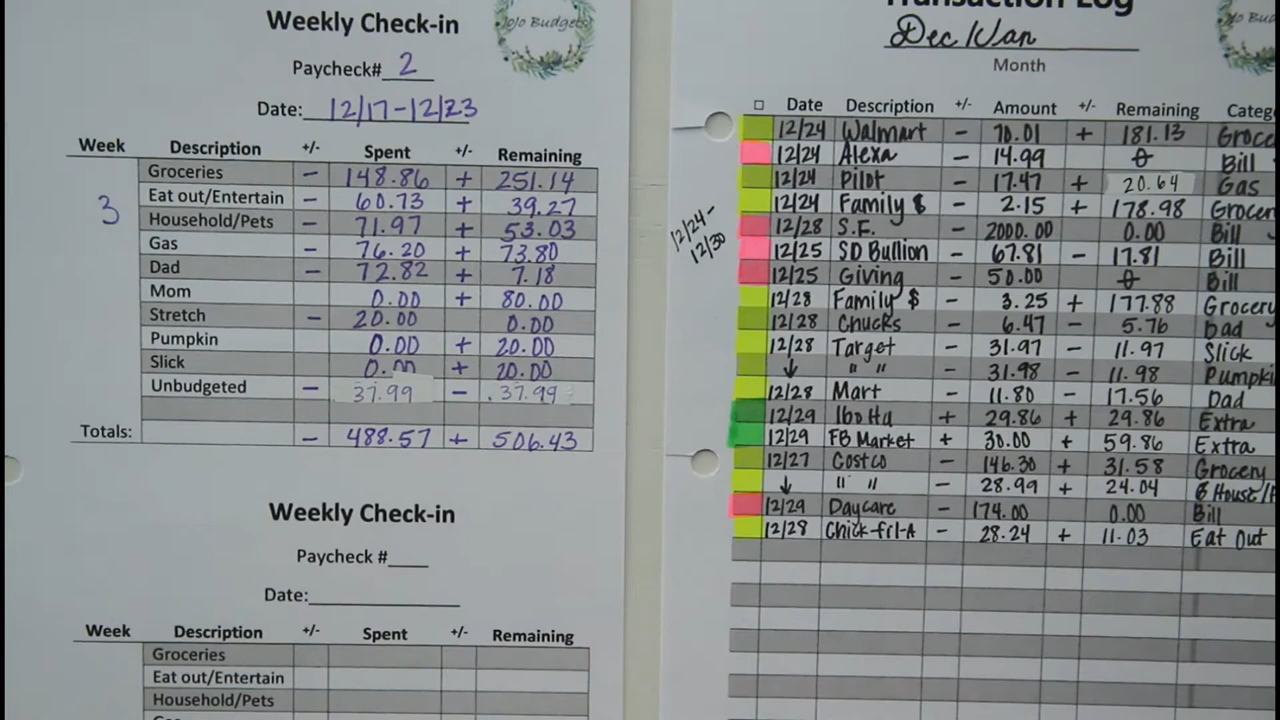 Weekly Check-in
JoJo Budgets
Paycheck# 2
Date: 12/17-12/23
Week Description +/- Spent +/- Remaining
3
Groceries - 148.86 + 251.14
Eat out/Entertain - 60.73 + 39.27
Household/Pets - 71.97 + 53.03
Gas - 76.20 + 73.80
Dad - 72.82 + 7.18
Mom 0.00 + 80.00
Stretch - 20.00 0.00
Pumpkin 0.00 + 20.00
Slick 0.00 + 20.00
Unbudgeted - 37.99 - 37.99
Totals: - 488.57 + 506.43
Weekly Check-in
Paycheck #
Date:
Week Description +/- Spent +/- Remaining
Groceries
Eat out/Entertain
Household/Pets
Transaction Log
Dec/Jan
Month
□ Date Description +/- Amount +/- Remaining Categ
12/24-
12/30
12/24 Walmart - 70.01 + 181.13 Groce
12/24 Alexa - 14.99 0 Bill
12/24 Pilot - 17.47 + 20.64 Gas
12/24 Family $ - 2.15 + 178.98 Grocer
12/28 S.F. - 2000.00 0.00 Bill
12/25 SD Bullion - 67.81 - 17.81 Bill
12/25 Giving - 50.00 0 Bill
12/28 Family $ - 3.25 + 177.88 Grocery
12/28 Chucks - 6.47 - 5.76 Dad
12/28 Target - 31.97 - 11.97 Slick
↓ " " - 31.98 - 11.98 Pumpki
12/28 Mart - 11.80 - 17.56 Dad
12/29 Ibotta + 29.86 + 29.86 Extra
12/29 FB Market + 30.00 + 59.86 Extra
12/27 Costco - 146.30 + 31.58 Grocery
↓ " " - 28.99 + 24.04 House/P
12/29 Daycare - 174.00 0.00 Bill
12/28 Chick-fil-A - 28.24 + 11.03 Eat Out